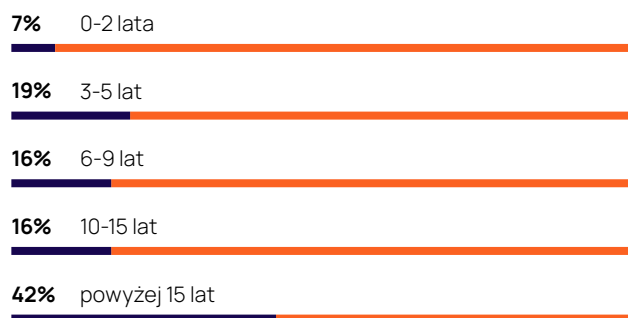 7% 0-2 lata
19% 3-5 lat
16% 6-9 lat
16% 10-15 lat
42% powyżej 15 lat